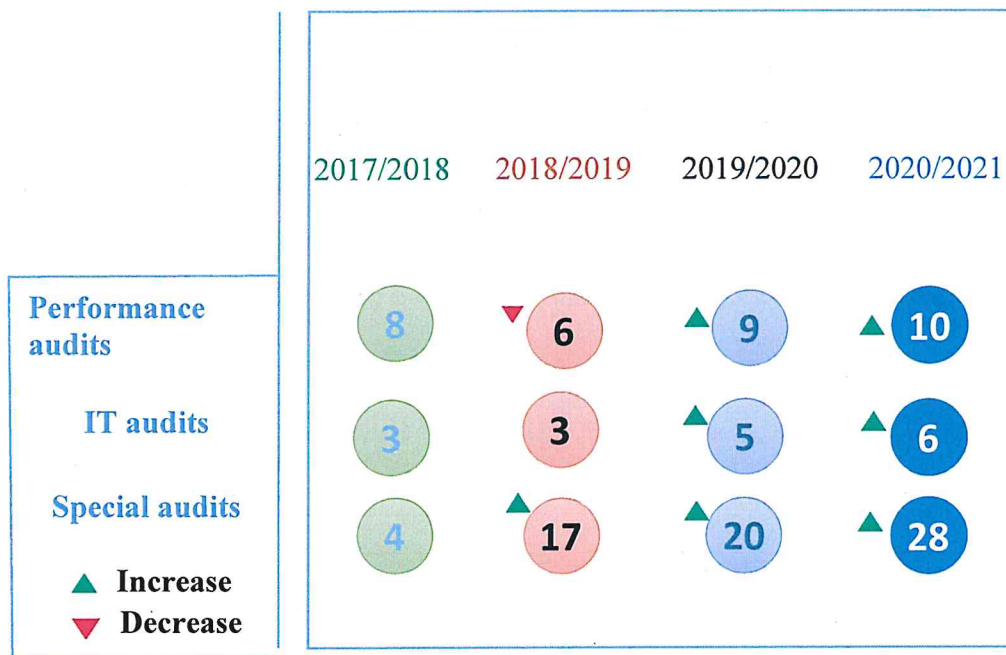 2017/2018 2018/2019 2019/2020 2020/2021
Performance
audits
8 6 9 10
IT audits
3 3 5 6
Special audits
4 17 20 28
Increase
Decrease